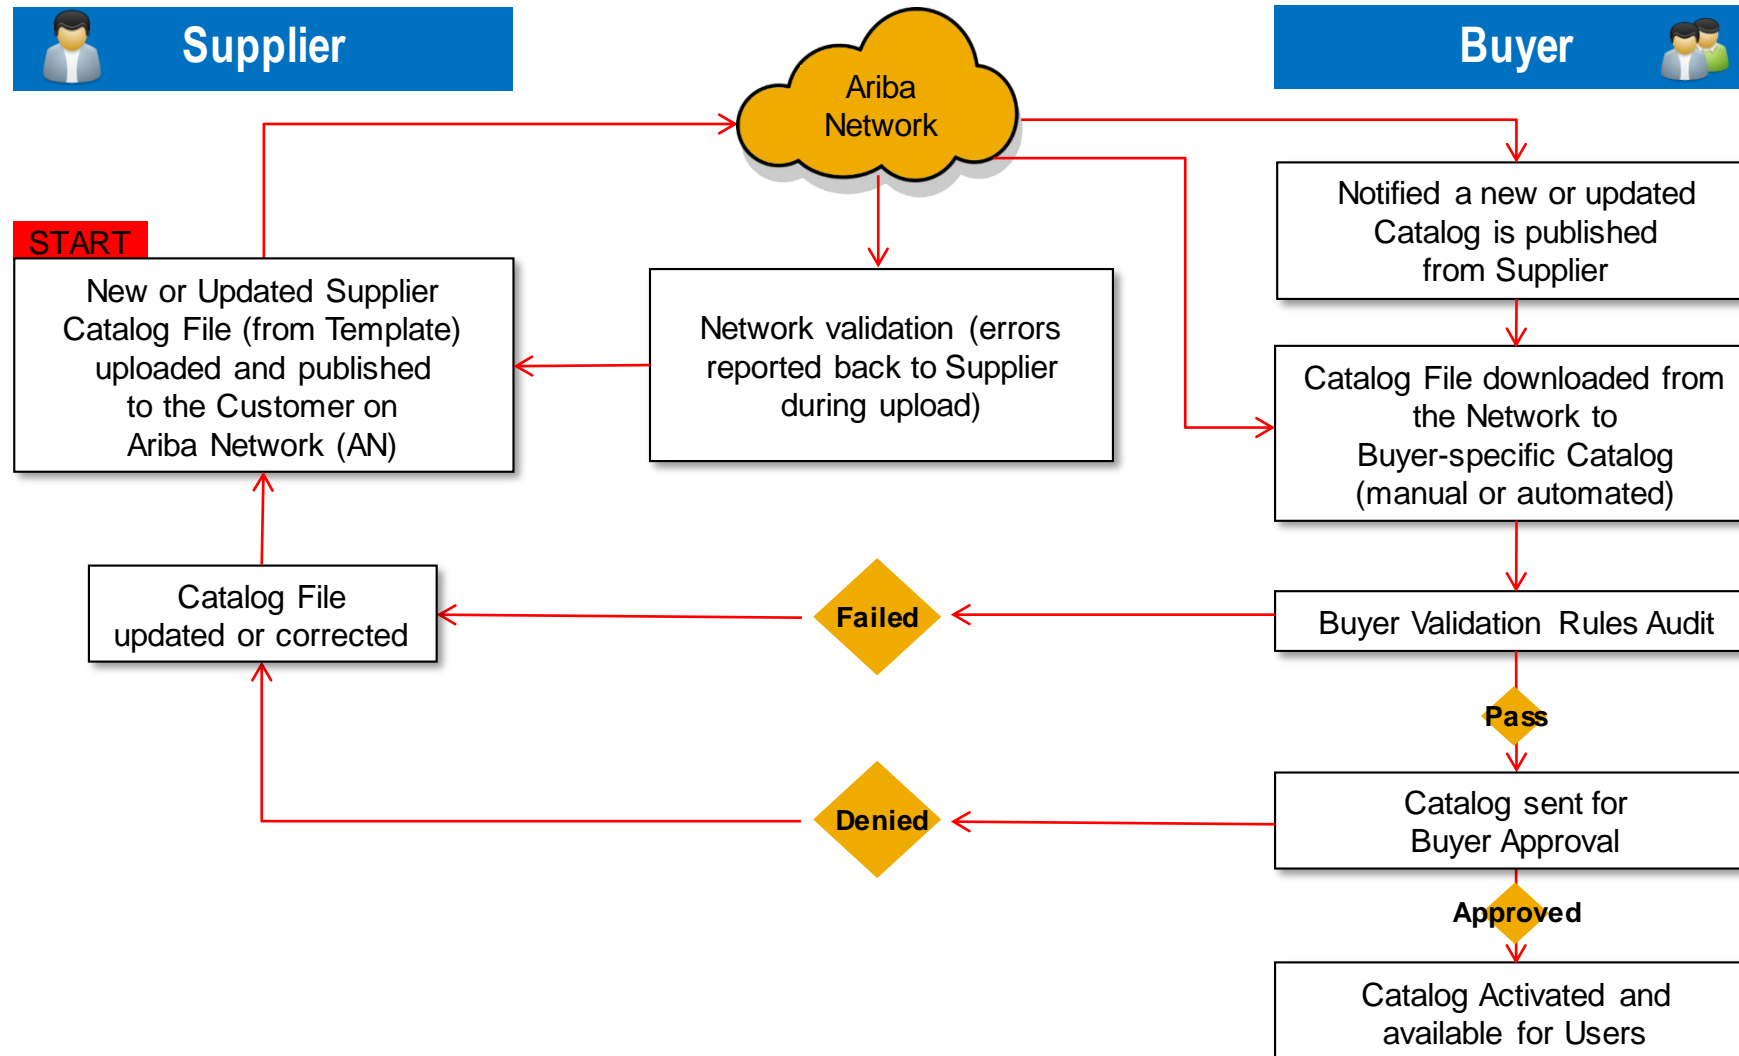 Supplier
Ariba
Network
Buyer
START
New or Updated Supplier
Catalog File (from Template)
uploaded and published
to the Customer on
Ariba Network (AN)
Network validation (errors
reported back to Supplier
during upload)
Notified a new or updated
Catalog is published
from Supplier
Catalog File downloaded from
the Network to
Buyer-specific Catalog
(manual or automated)
Catalog File
updated or corrected
Failed
Buyer Validation Rules Audit
Pass
Denied
Catalog sent for
Buyer Approval
Approved
Catalog Activated and
available for Users